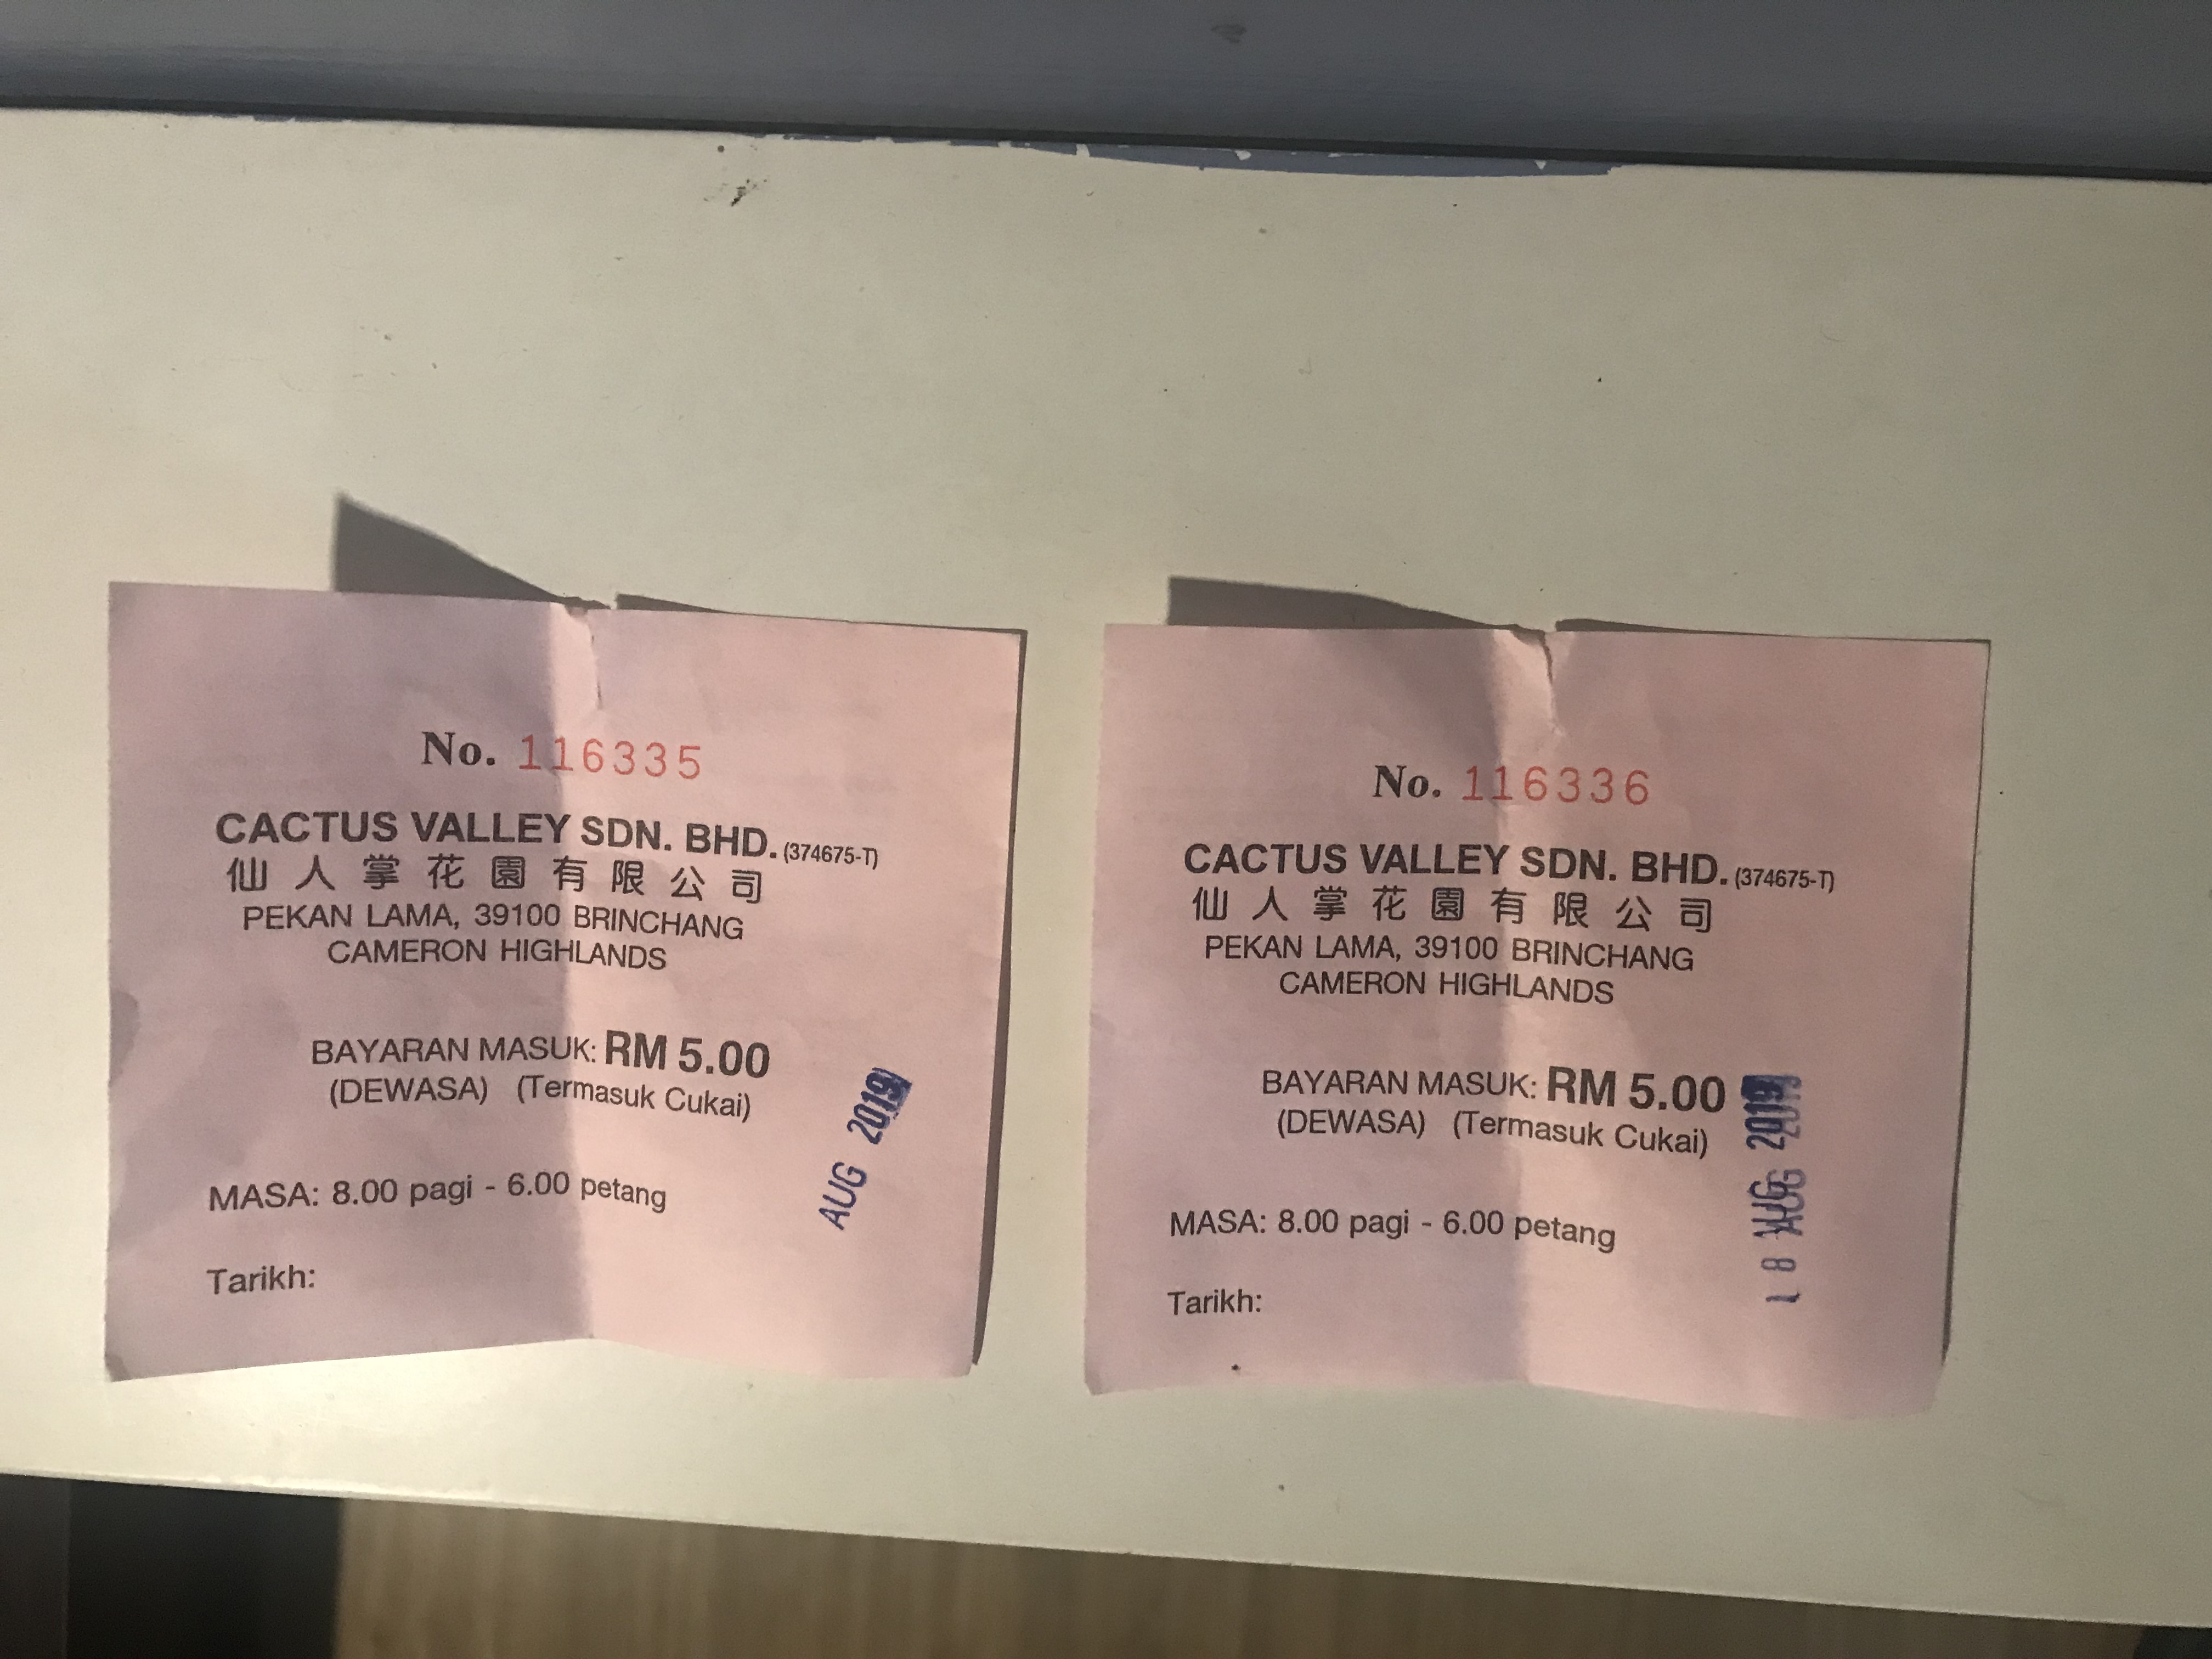 No. 116335
CACTUS VALLEY SDN. BHD. (374675-T)
仙人掌花園有限公司
PEKAN LAMA, 39100 BRINCHANG
CAMERON HIGHLANDS
BAYARAN MASUK: RM 5.00
(DEWASA) (Termasuk Cukai)
AUG 2019
MASA: 8.00 pagi - 6.00 petang
Tarikh:
No. 116336
CACTUS VALLEY SDN. BHD. (374675-T)
仙人掌花園有限公司
PEKAN LAMA, 39100 BRINCHANG
CAMERON HIGHLANDS
BAYARAN MASUK: RM 5.00
(DEWASA) (Termasuk Cukai)
18 AUG 2019
MASA: 8.00 pagi - 6.00 petang
Tarikh: